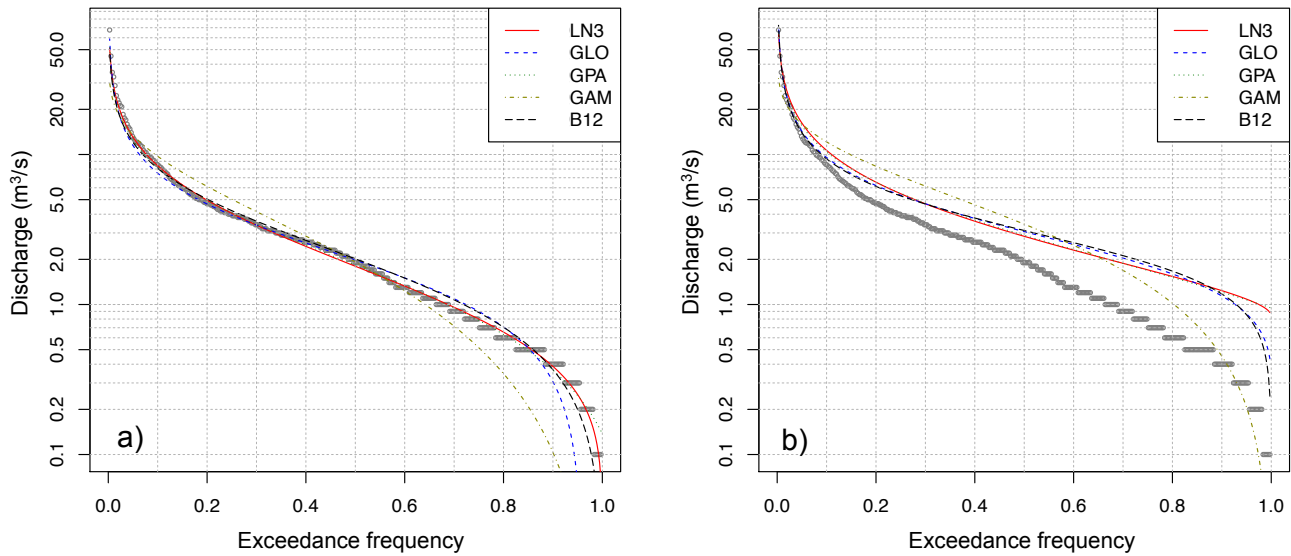 LN3
GLO
GPA
GAM
B12
50.0
20.0
5.0
2.0
1.0
0.5
0.2
0.1
Discharge (m³/s)
a)
0.0 0.2 0.4 0.6 0.8 1.0
Exceedance frequency
LN3
GLO
GPA
GAM
B12
50.0
20.0
5.0
2.0
1.0
0.5
0.2
0.1
Discharge (m³/s)
b)
0.0 0.2 0.4 0.6 0.8 1.0
Exceedance frequency